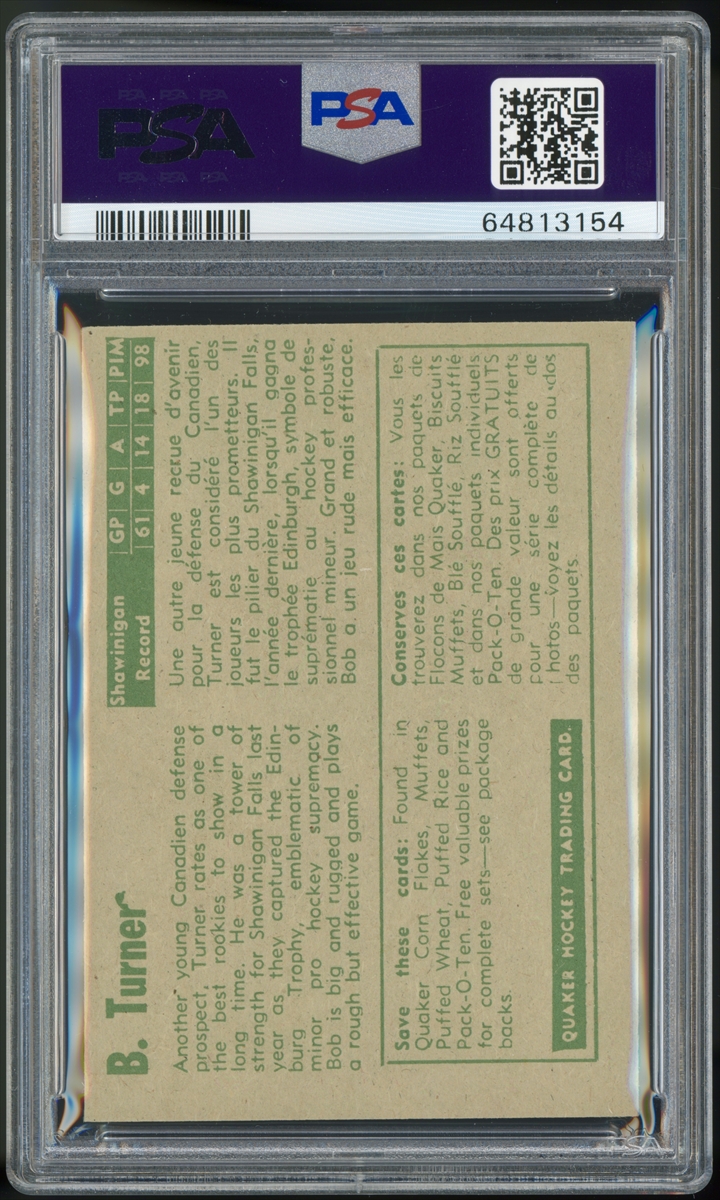 PSA PSA PSA
PSA
PSA PSA PSA
PSA
64813154
B. Turner
Another young Canadien defense
prospect, Turner rates as one of
the best rookies to show in a
long time. He was a tower of
strength for Shawinigan Falls last
year as they captured the Edin-
burg Trophy, emblematic of
minor pro hockey supremacy.
Bob is big and rugged and plays
a rough but effective game.
Shawinigan GP G A TP PIM
Record 61 4 14 18 98
Une autre jeune recrue d'avenir
pour la défense du Canadien,
Turner est considéré l'un des
joueurs les plus prometteurs. Il
fut le pilier du Shawinigan Falls,
l'année dernière, lorsqu'il gagna
le trophée Edinburgh, symbole de
suprématie au hockey profes-
sionnel mineur. Grand et robuste,
Bob a un jeu rude mais efficace.
Save these cards: Found in
Quaker Corn Flakes, Muffets,
Puffed Wheat, Puffed Rice and
Pack-O-Ten. Free valuable prizes
for complete sets—see package
backs.
QUAKER HOCKEY TRADING CARD.
Conserves ces cartes: Vous les
trouverez dans nos paquets de
Flocons de Mais Quaker, Biscuits
Muffets, Blé Soufflé, Riz Soufflé
et dans nos paquets individuels
Pack-O-Ten. Des prix GRATUITS
de grande valeur sont offerts
pour une série complète de
photos—voyez les détails au dos
des paquets.
PSA